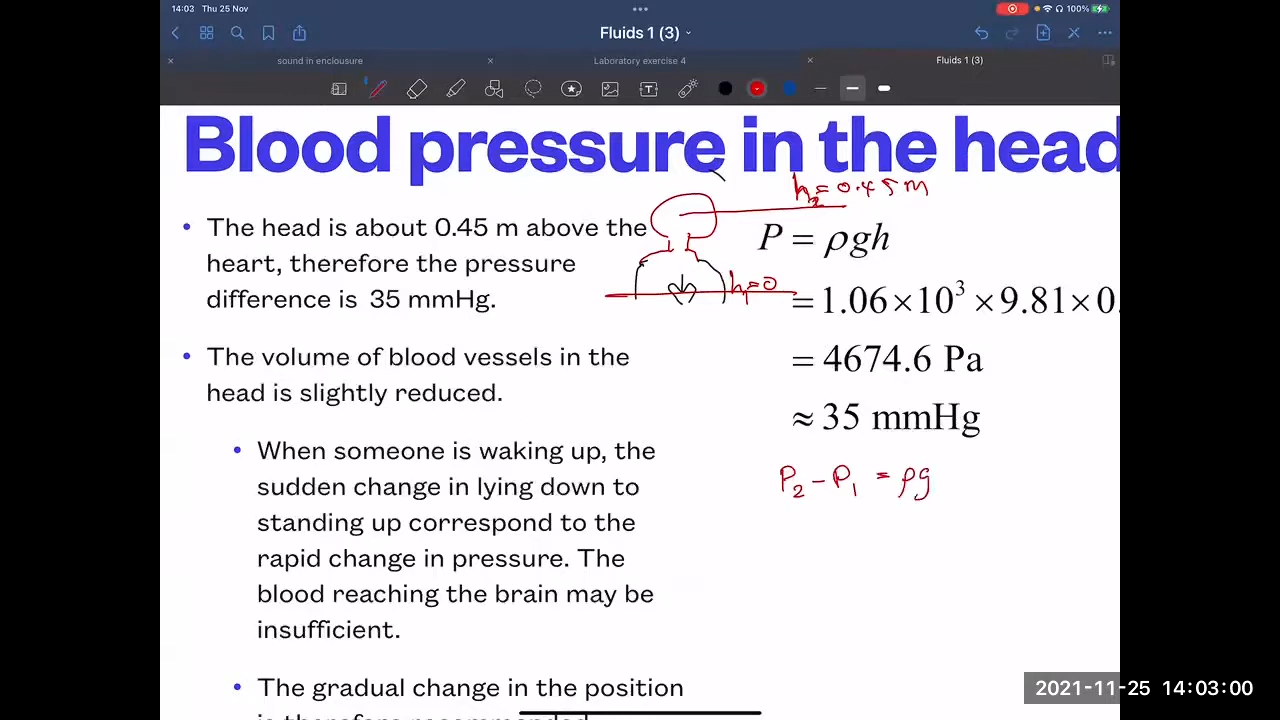 14:03 Thu 25 Nov
100%
Fluids 1 (3)
sound in enclousure
Laboratory exercise 4
Fluids 1 (3)
Blood pressure in the head
h₂=0.45m
• The head is about 0.45 m above the
heart, therefore the pressure
difference is 35 mmHg.
h₁=0
P = ρgh
= 1.06×10³ ×9.81×0.
= 4674.6 Pa
≈ 35 mmHg
P₂ − P₁ = ρg
• The volume of blood vessels in the
head is slightly reduced.
• When someone is waking up, the
sudden change in lying down to
standing up correspond to the
rapid change in pressure. The
blood reaching the brain may be
insufficient.
• The gradual change in the position
is therefore recommended
2021-11-25 14:03:00